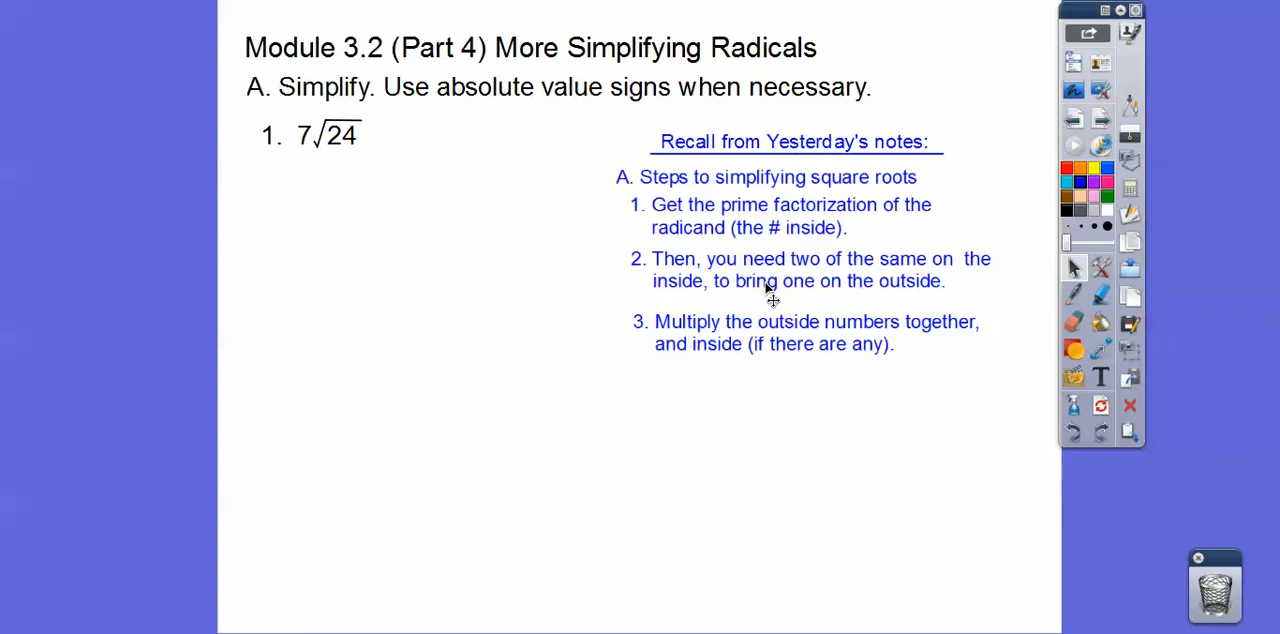 Module 3.2 (Part 4) More Simplifying Radicals
A. Simplify. Use absolute value signs when necessary.
1. 7√24
Recall from Yesterday's notes:
A. Steps to simplifying square roots
1. Get the prime factorization of the
radicand (the # inside).
2. Then, you need two of the same on the
inside, to bring one on the outside.
3. Multiply the outside numbers together,
and inside (if there are any).
T